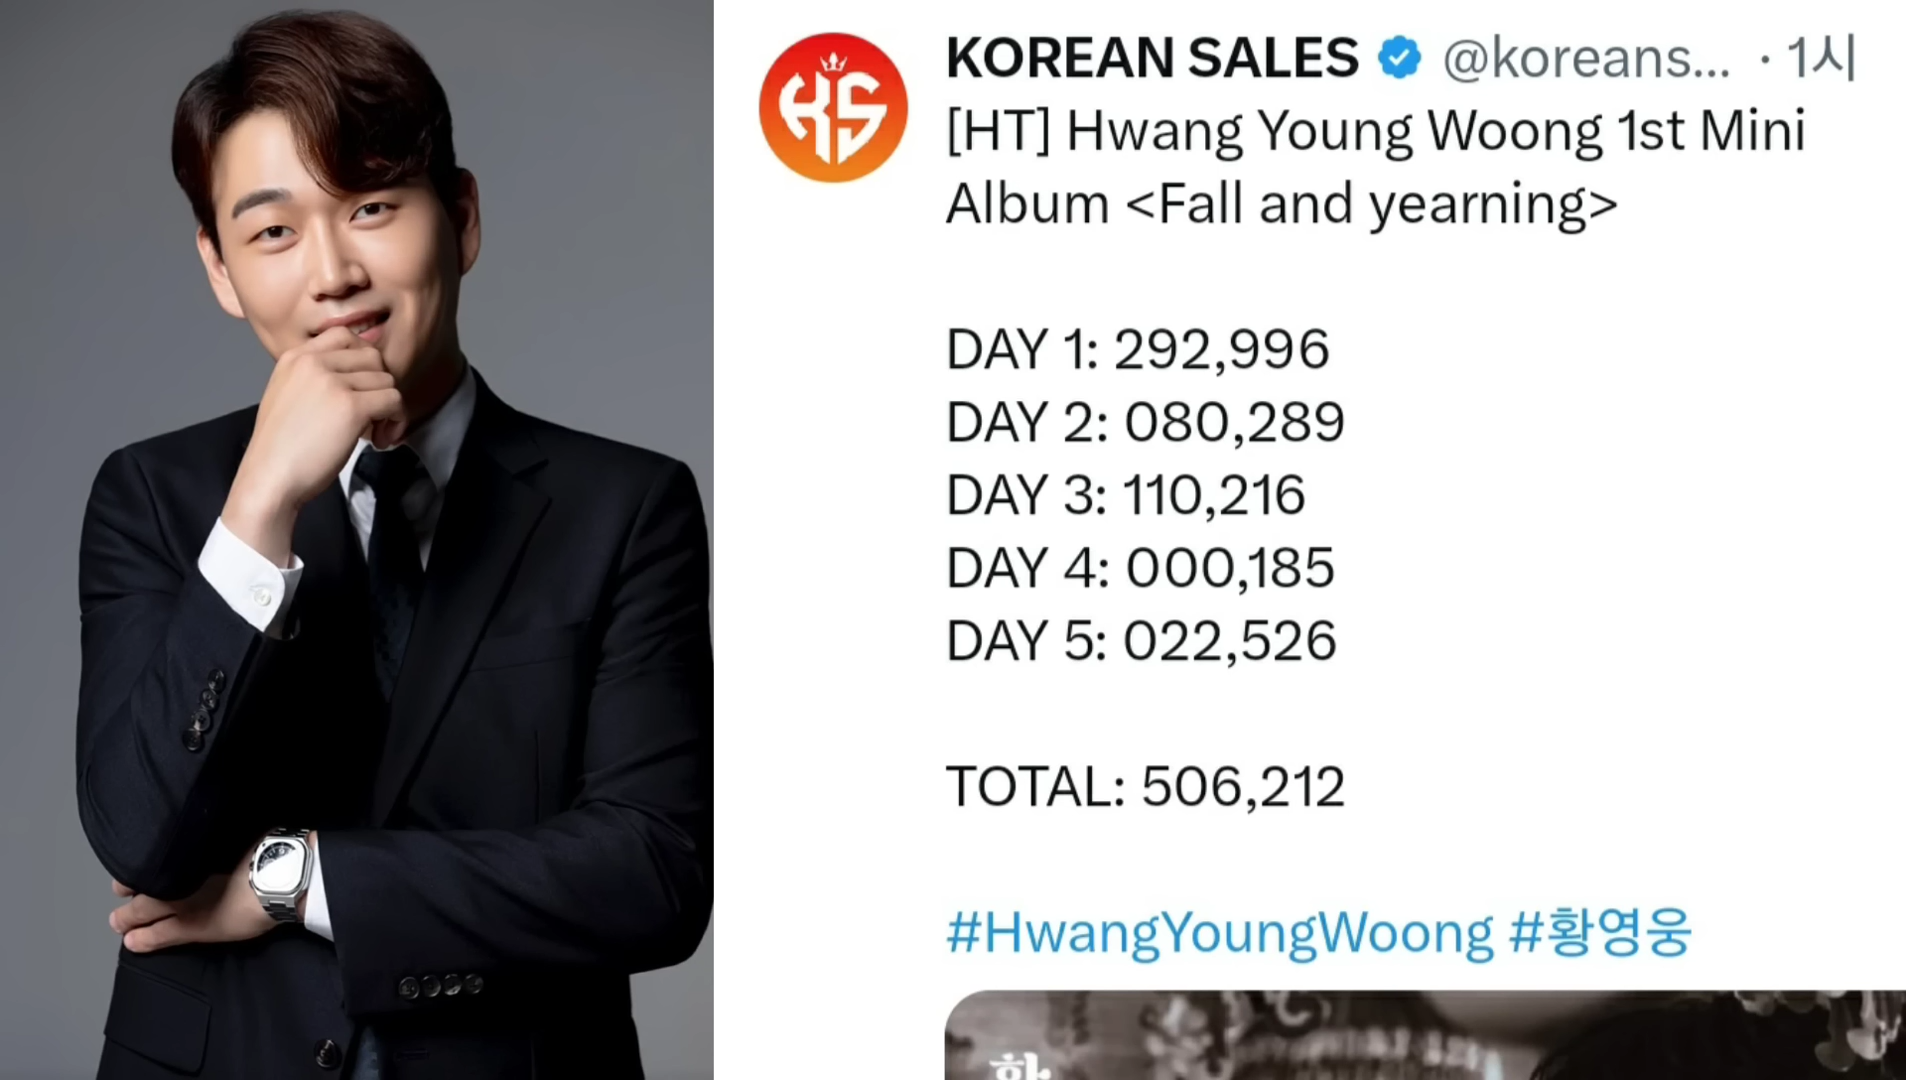 KS
KOREAN SALES @koreans... · 1시
[HT] Hwang Young Woong 1st Mini
Album <Fall and yearning>
DAY 1: 292,996
DAY 2: 080,289
DAY 3: 110,216
DAY 4: 000,185
DAY 5: 022,526
TOTAL: 506,212
#HwangYoungWoong #황영웅